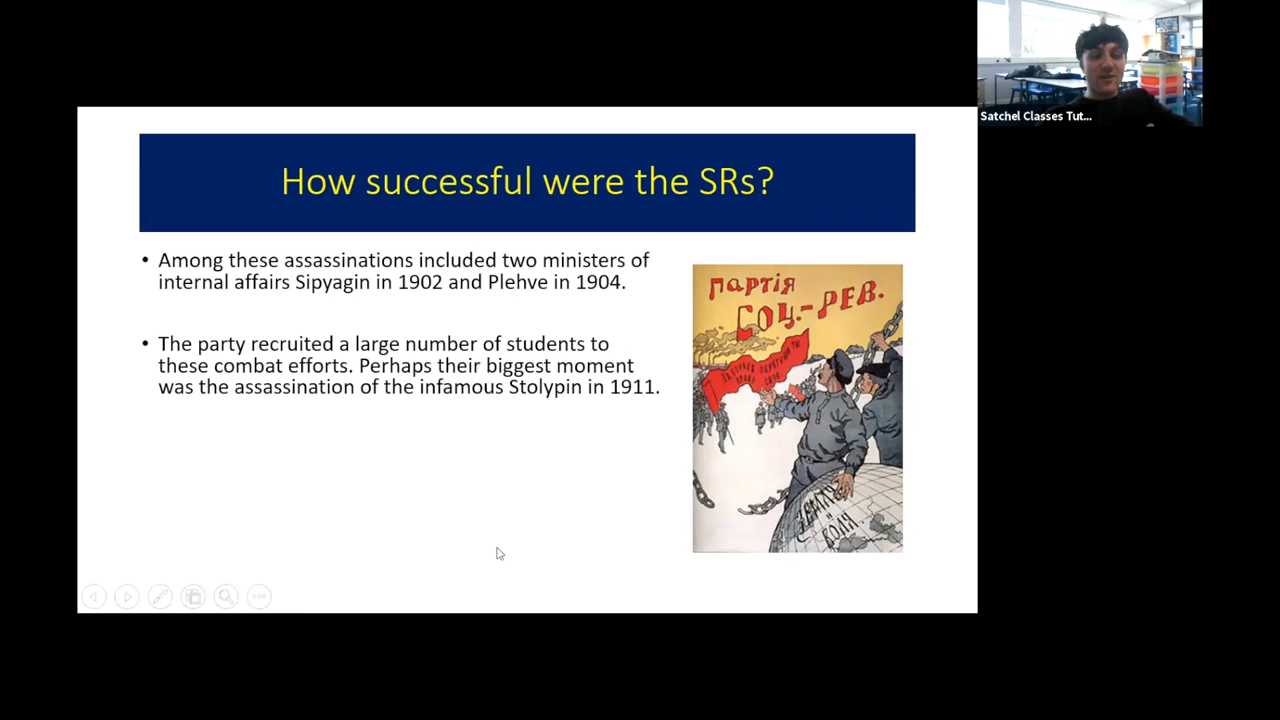 Satchel Classes Tut...
How successful were the SRs?
• Among these assassinations included two ministers of
internal affairs Sipyagin in 1902 and Plehve in 1904.
• The party recruited a large number of students to
these combat efforts. Perhaps their biggest moment
was the assassination of the infamous Stolypin in 1911.
Партія
Соц.-Рев.
и
воля